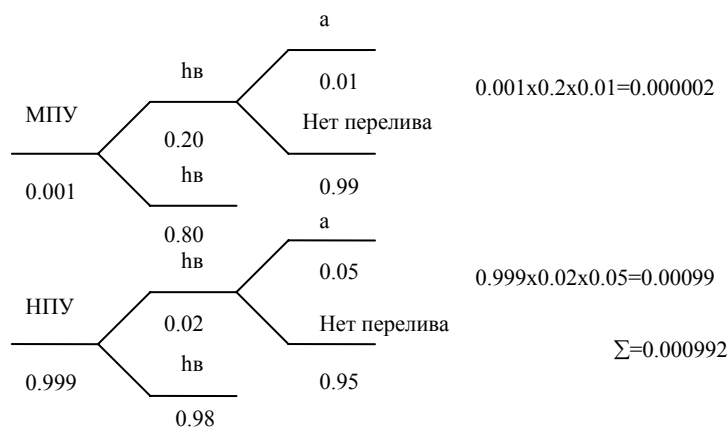 а
hв
0.01
0.001x0.2x0.01=0.000002
МПУ
Нет перелива
0.20
hв
0.001
0.99
0.80
а
hв
0.05
0.999x0.02x0.05=0.00099
НПУ
0.02
Нет перелива
∑=0.000992
hв
0.999
0.95
0.98